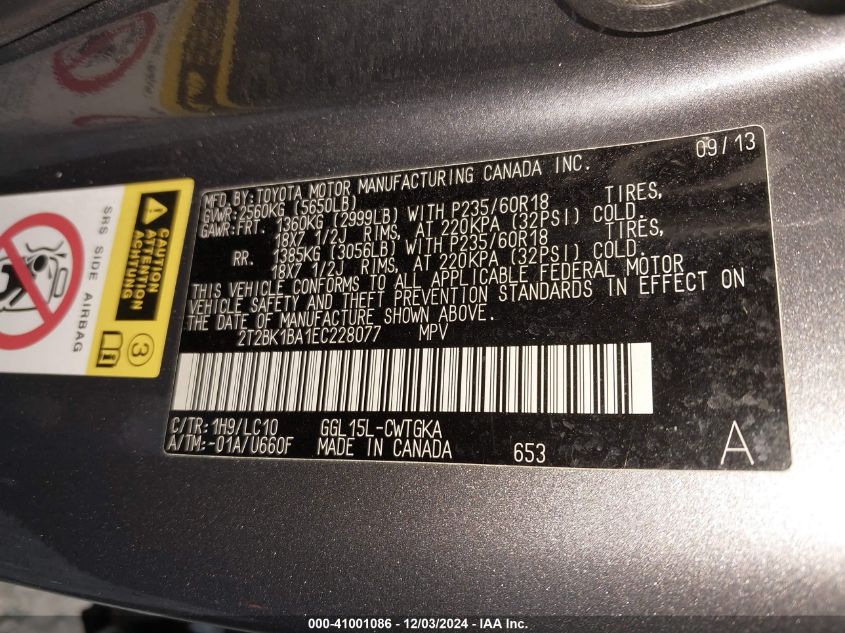 09/13
MFD.BY:TOYOTA MOTOR MANUFACTURING CANADA INC.
GVWR:2560KG (5650LB)
GAWR:FRT. 1360KG (2999LB) WITH P235/60R18 TIRES,
18X7 1/2J RIMS, AT 220KPA (32PSI) COLD.
RR. 1385KG (3056LB) WITH P235/60R18 TIRES,
18X7 1/2J RIMS, AT 220KPA (32PSI) COLD.
THIS VEHICLE CONFORMS TO ALL APPLICABLE FEDERAL MOTOR
VEHICLE SAFETY AND THEFT PREVENTION STANDARDS IN EFFECT ON
THE DATE OF MANUFACTURE SHOWN ABOVE.
2T2BK1BA1EC228077 MPV
C/TR: 1H9/LC10 GGL15L-CWTGKA
A/TM: -01A/U660F MADE IN CANADA 653 A
CAUTION
ATTENTION
ACHTUNG
SRS SIDE AIRBAG
3
000-41001086 - 12/03/2024 - IAA Inc.